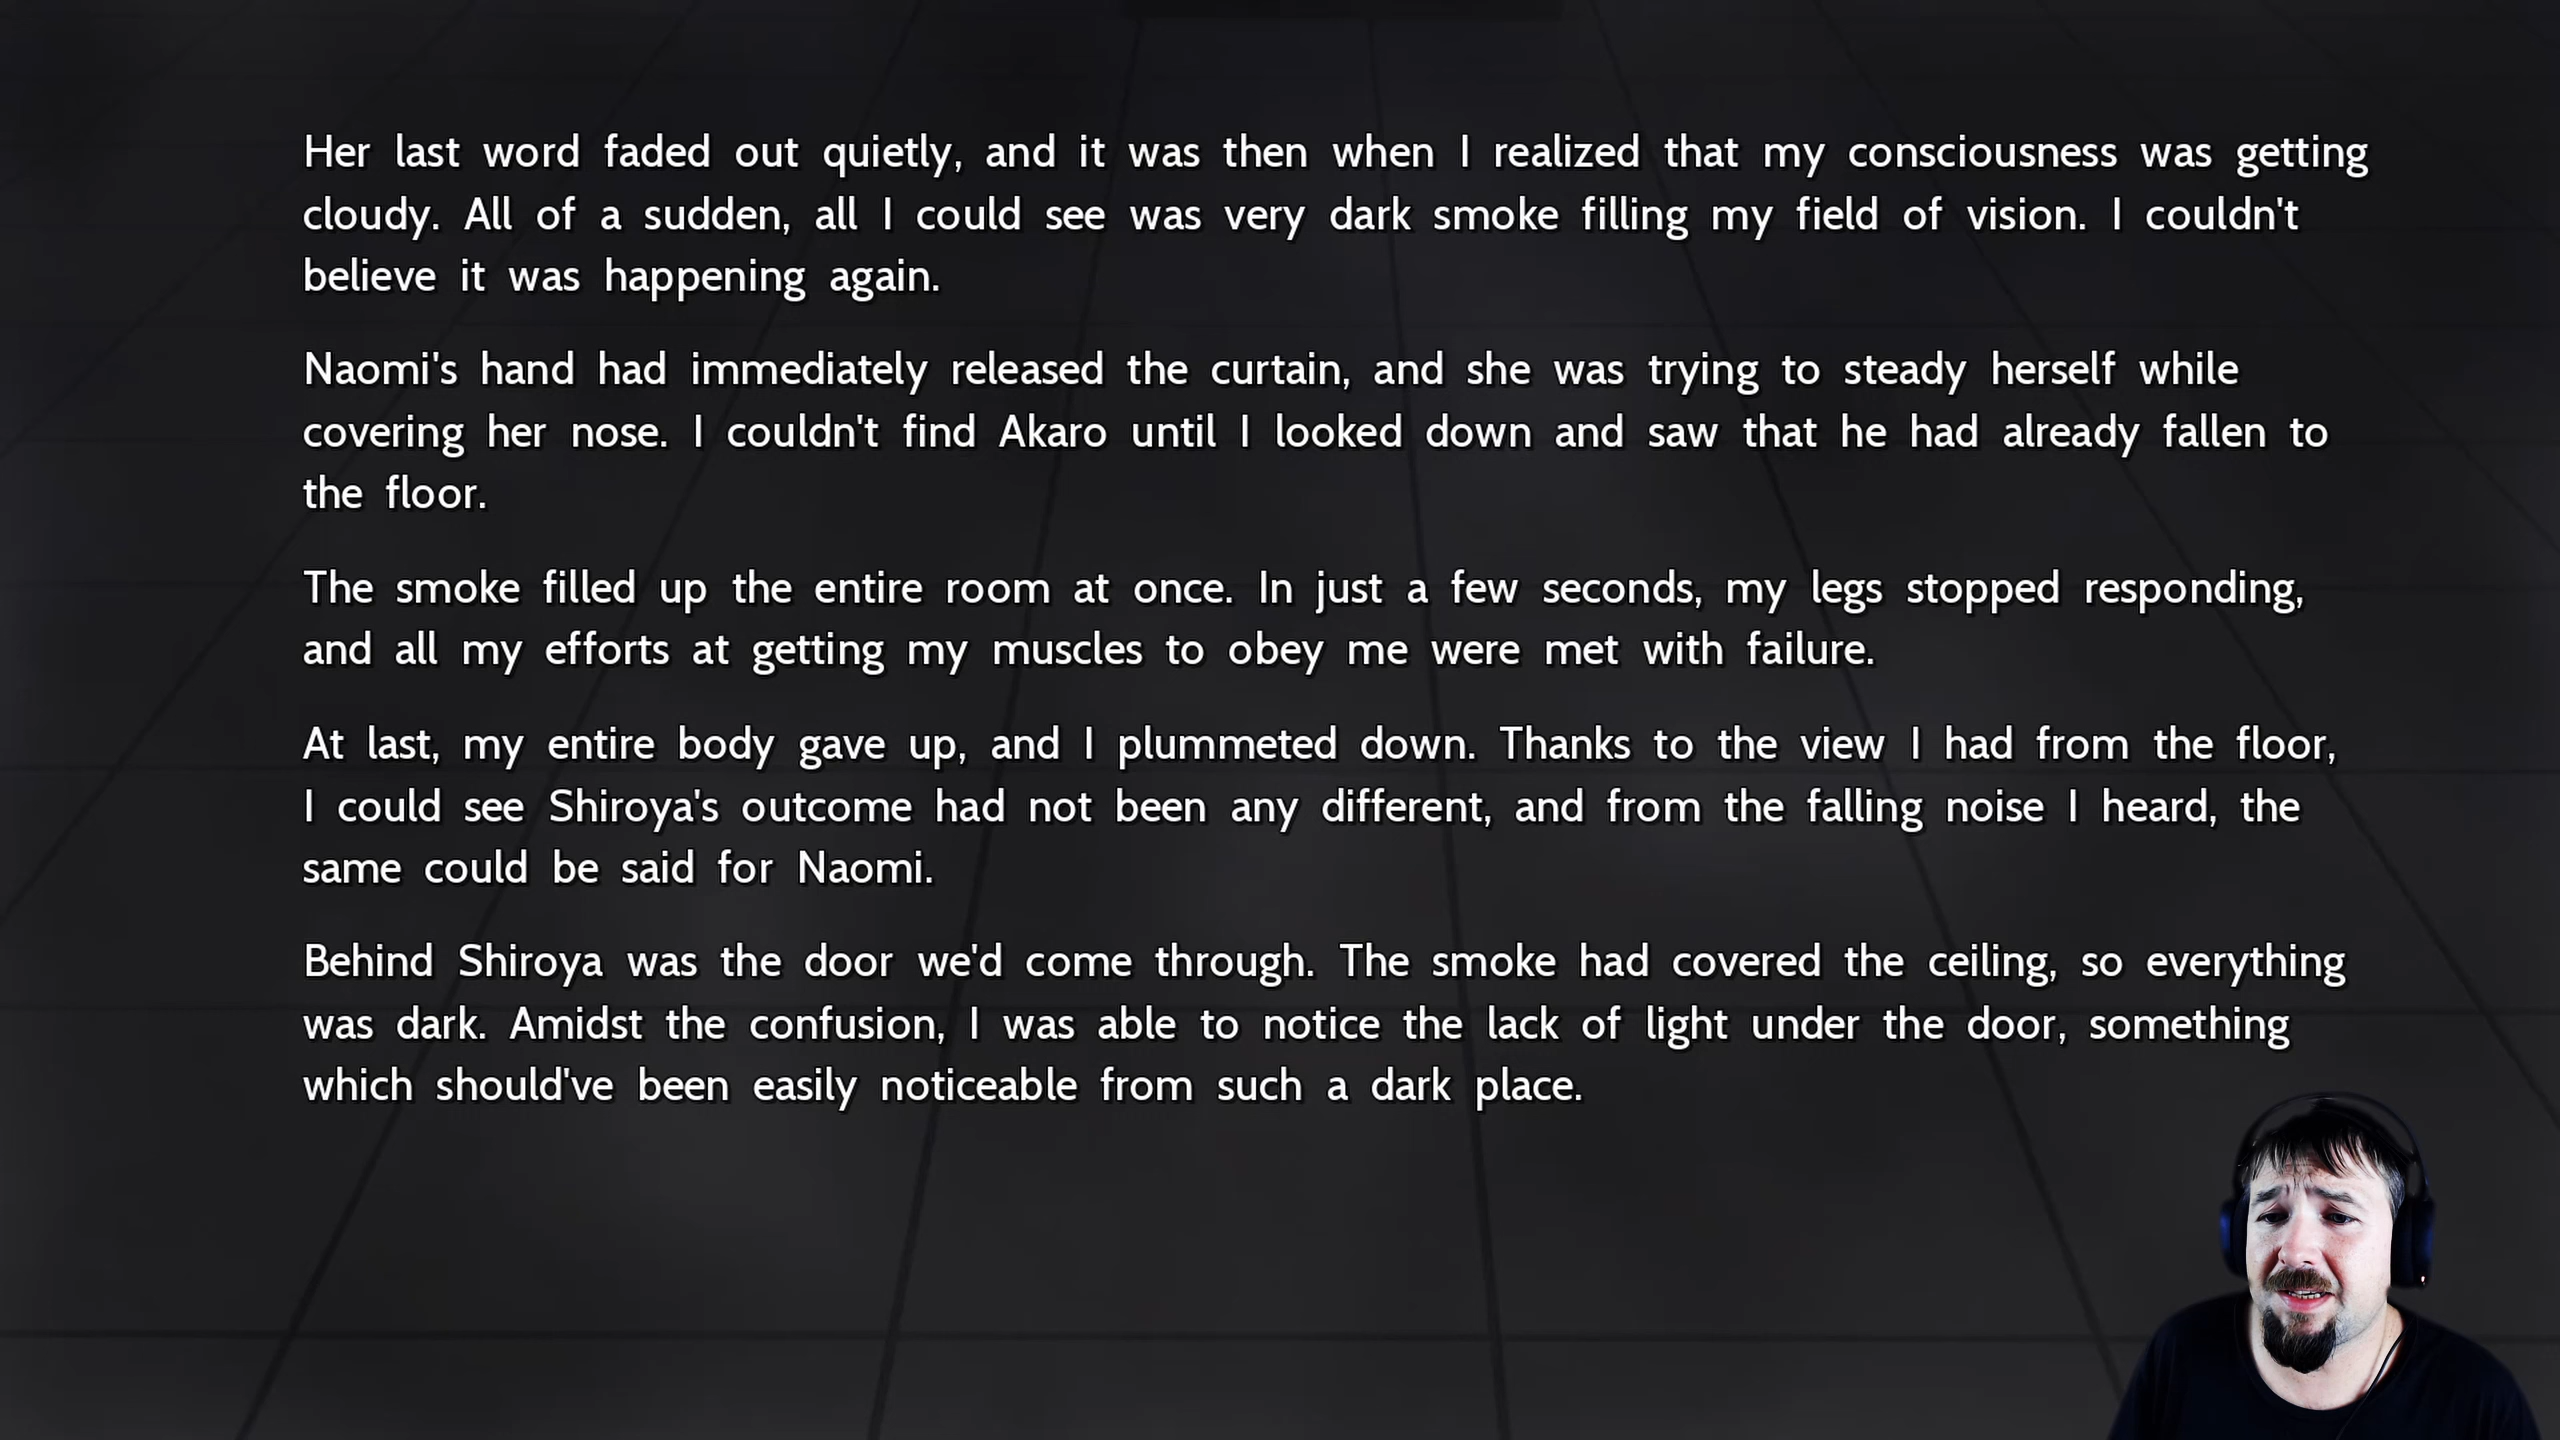 Her last word faded out quietly, and it was then when I realized that my consciousness was getting
cloudy. All of a sudden, all I could see was very dark smoke filling my field of vision. I couldn't
believe it was happening again.
Naomi's hand had immediately released the curtain, and she was trying to steady herself while
covering her nose. I couldn't find Akaro until I looked down and saw that he had already fallen to
the floor.
The smoke filled up the entire room at once. In just a few seconds, my legs stopped responding,
and all my efforts at getting my muscles to obey me were met with failure.
At last, my entire body gave up, and I plummeted down. Thanks to the view I had from the floor,
I could see Shiroya's outcome had not been any different, and from the falling noise I heard, the
same could be said for Naomi.
Behind Shiroya was the door we'd come through. The smoke had covered the ceiling, so everything
was dark. Amidst the confusion, I was able to notice the lack of light under the door, something
which should've been easily noticeable from such a dark place.